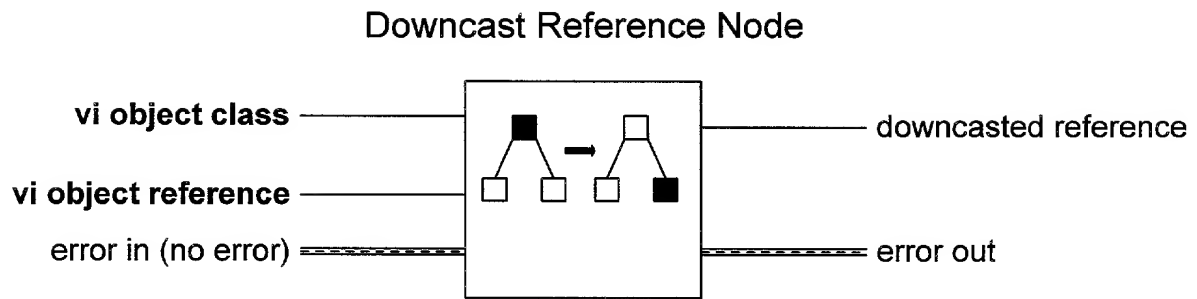 Downcast Reference Node
vi object class
downcasted reference
vi object reference
error in (no error)
error out